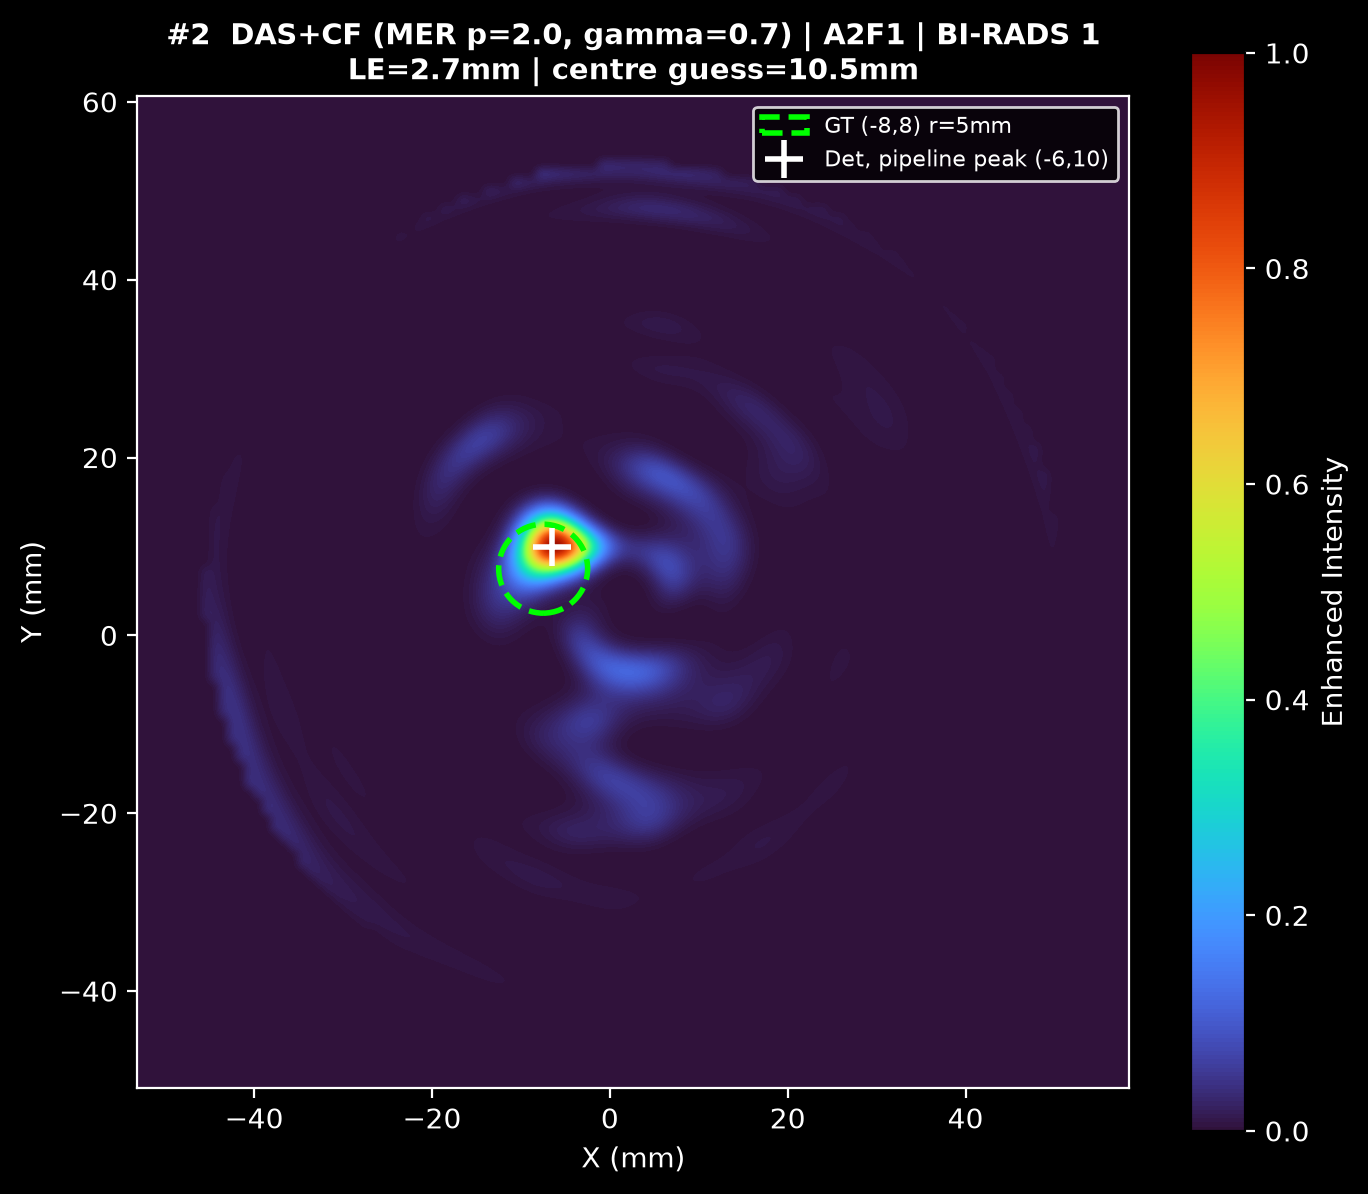 #2 DAS+CF (MER p=2.0, gamma=0.7) | A2F1 | BI-RADS 1
LE=2.7mm | centre guess=10.5mm
GT (-8,8) r=5mm
Det, pipeline peak (-6,10)
60
40
20
0
−20
−40
Y (mm)
−40
−20
0
20
40
X (mm)
1.0
0.8
0.6
0.4
0.2
0.0
Enhanced Intensity